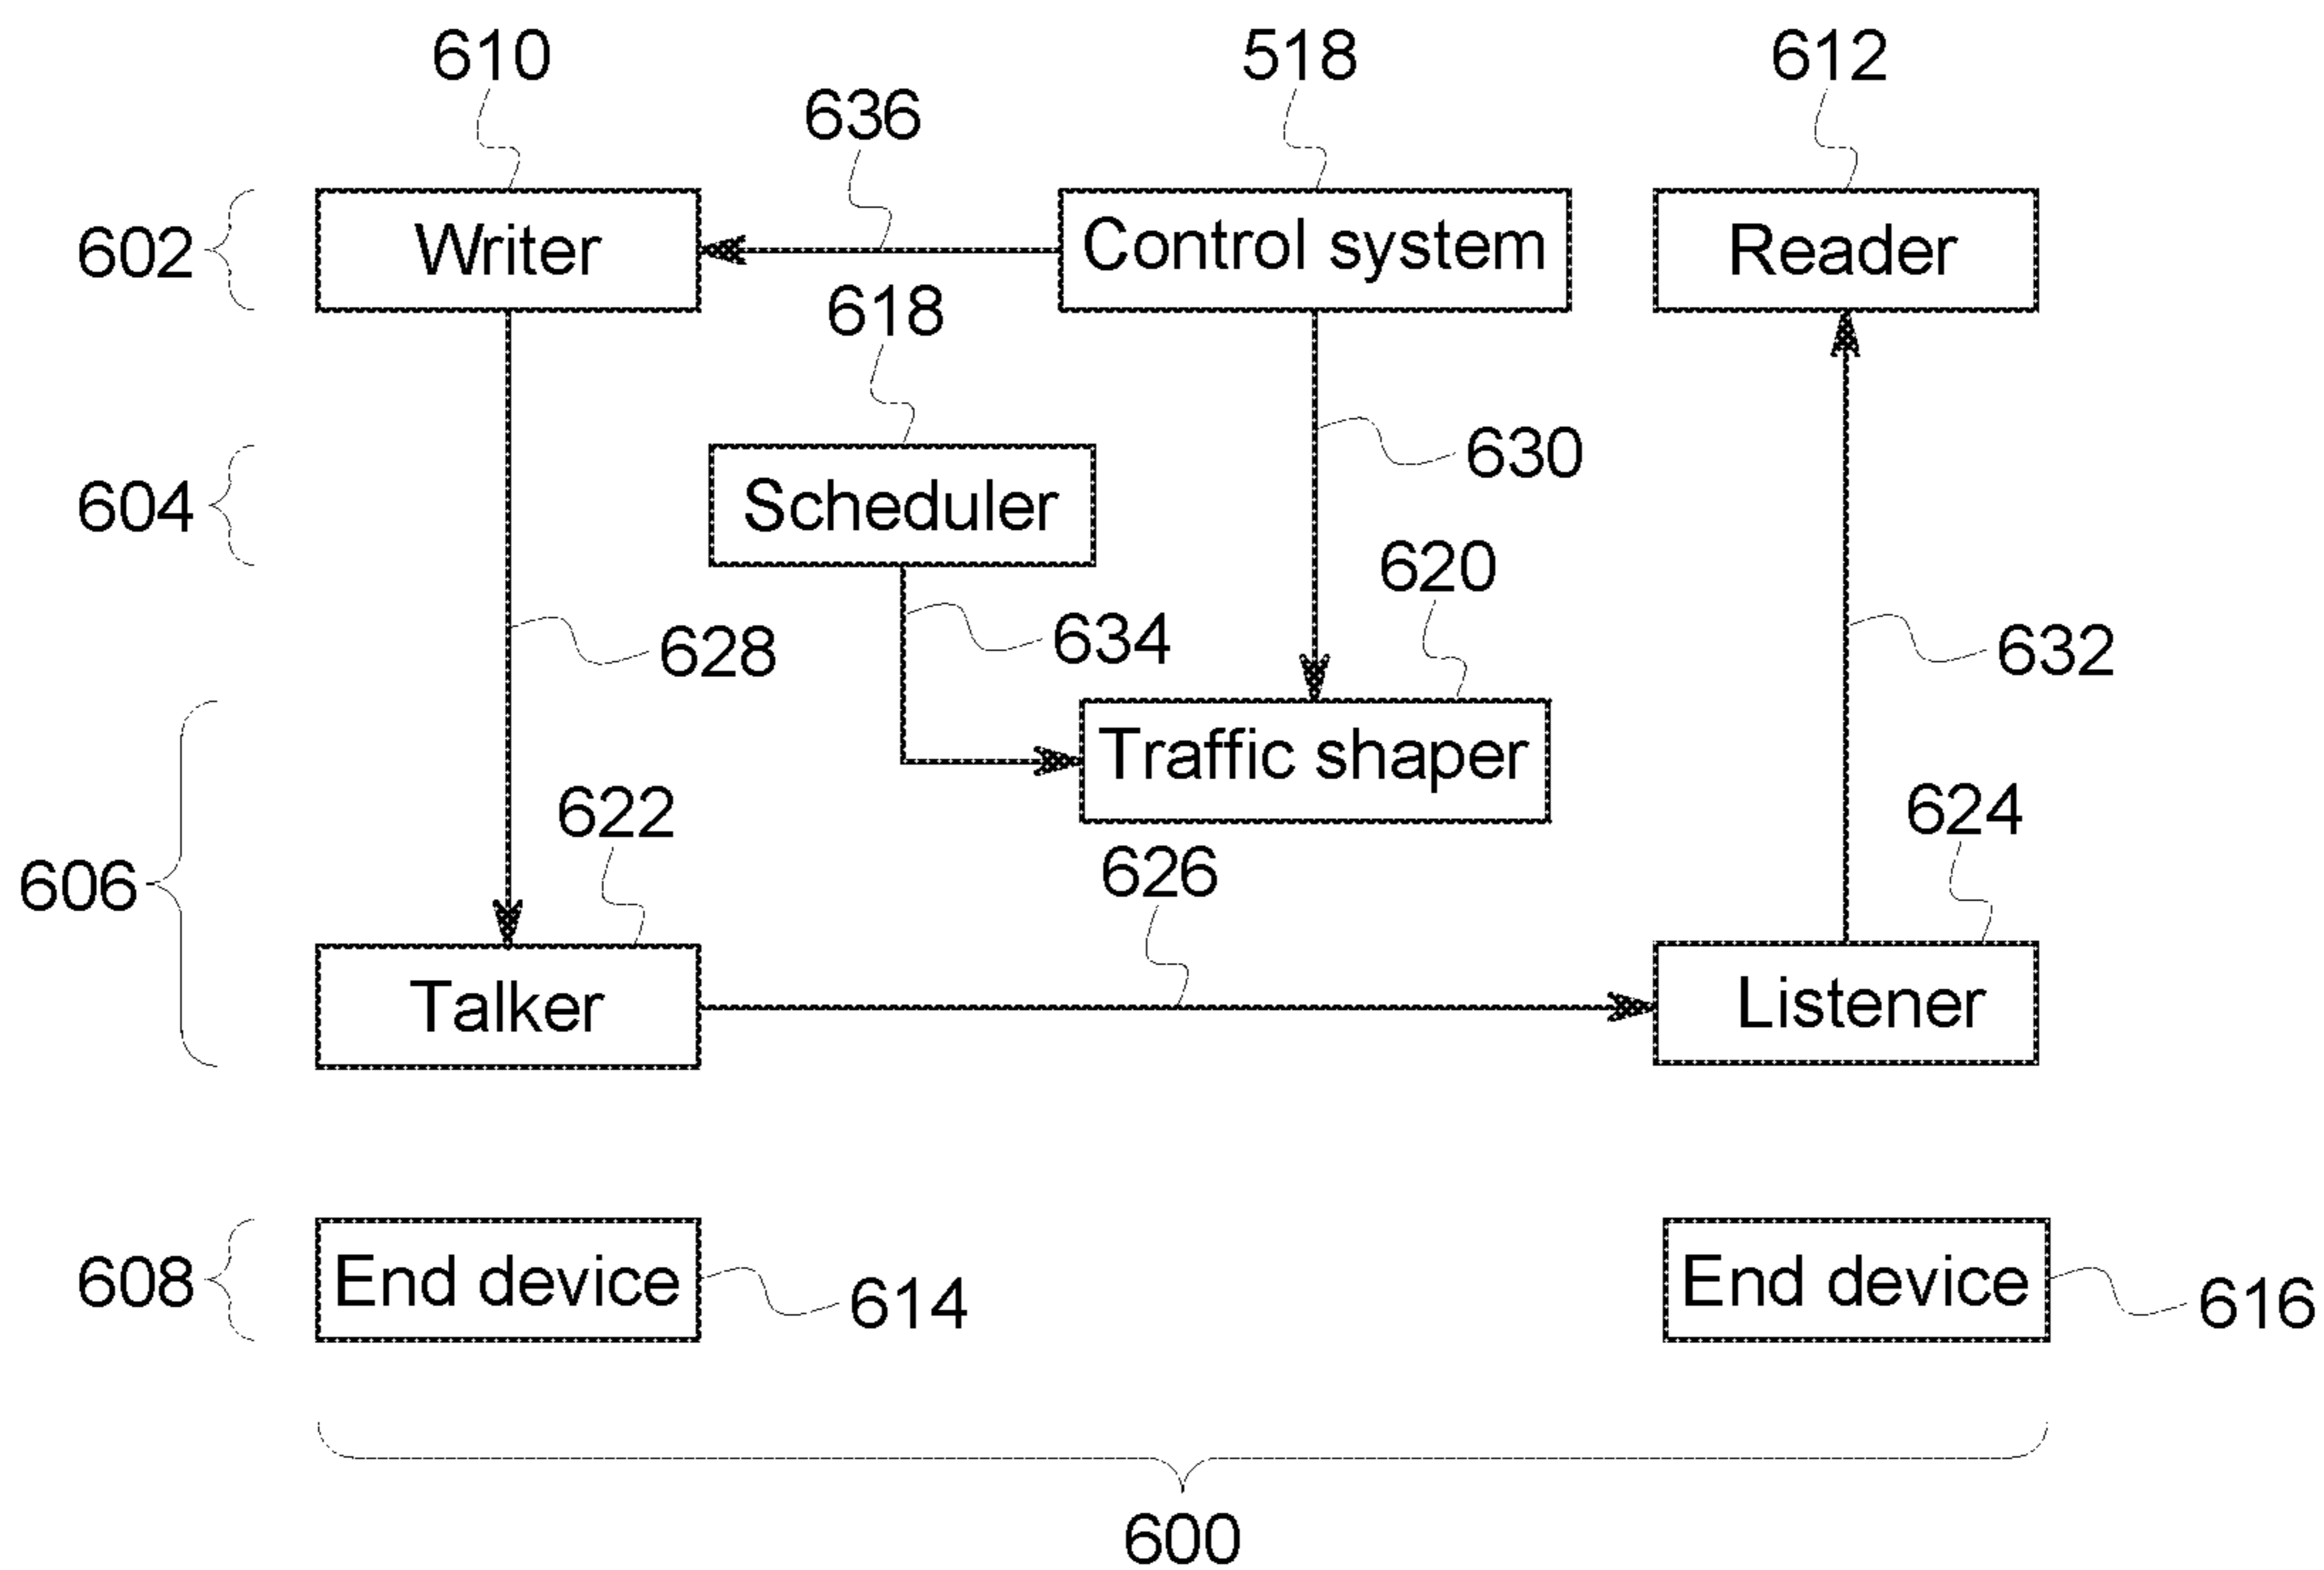 610
518
612
636
602
Writer
Control system
Reader
618
630
604
Scheduler
620
634
628
632
Traffic shaper
622
624
626
606
Talker
Listener
608
End device
614
End device
616
600